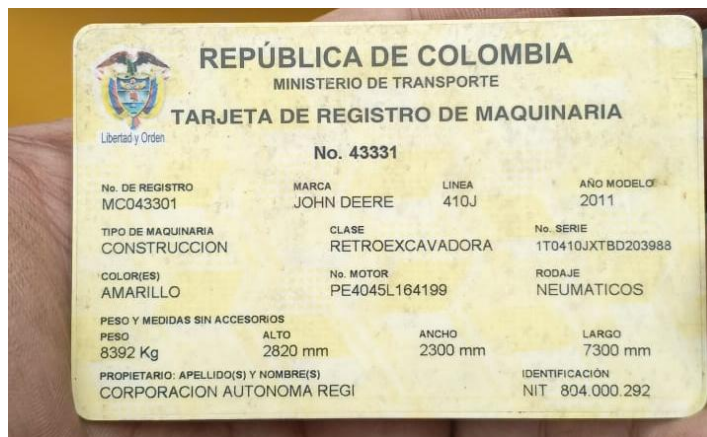 REPÚBLICA DE COLOMBIA
MINISTERIO DE TRANSPORTE
TARJETA DE REGISTRO DE MAQUINARIA
Libertad y Orden
No. 43331
No. DE REGISTRO MARCA LINEA AÑO MODELO
MC043301 JOHN DEERE 410J 2011
TIPO DE MAQUINARIA CLASE No. SERIE
CONSTRUCCION RETROEXCAVADORA 1T0410JXTBD203988
COLOR(ES) No. MOTOR RODAJE
AMARILLO PE4045L164199 NEUMATICOS
PESO Y MEDIDAS SIN ACCESORIOS
PESO ALTO ANCHO LARGO
8392 Kg 2820 mm 2300 mm 7300 mm
PROPIETARIO: APELLIDO(S) Y NOMBRE(S) IDENTIFICACIÓN
CORPORACION AUTONOMA REGI NIT 804.000.292